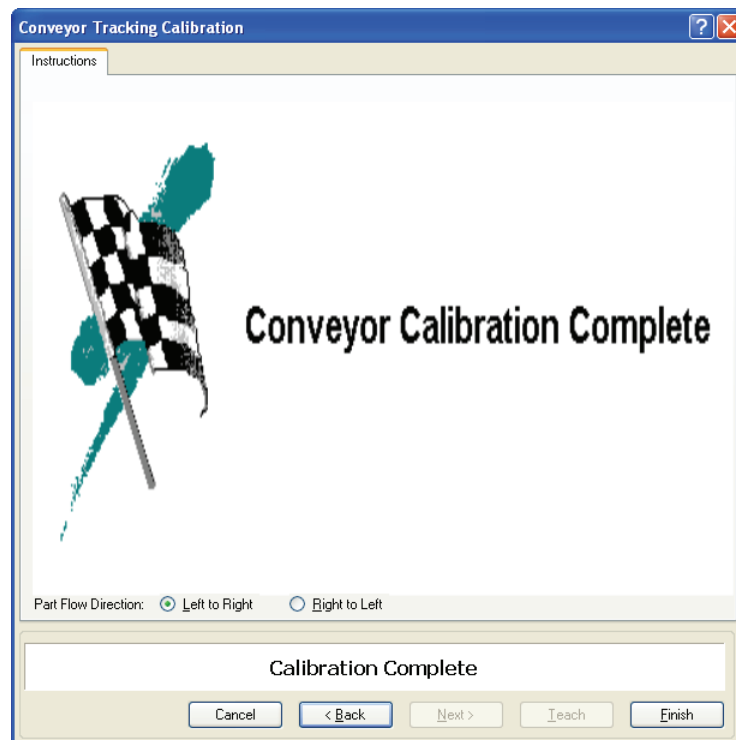 Conveyor Tracking Calibration
Instructions
Conveyor Calibration Complete
Part Flow Direction: Left to Right Right to Left
Calibration Complete
Cancel < Back Next > Teach Finish